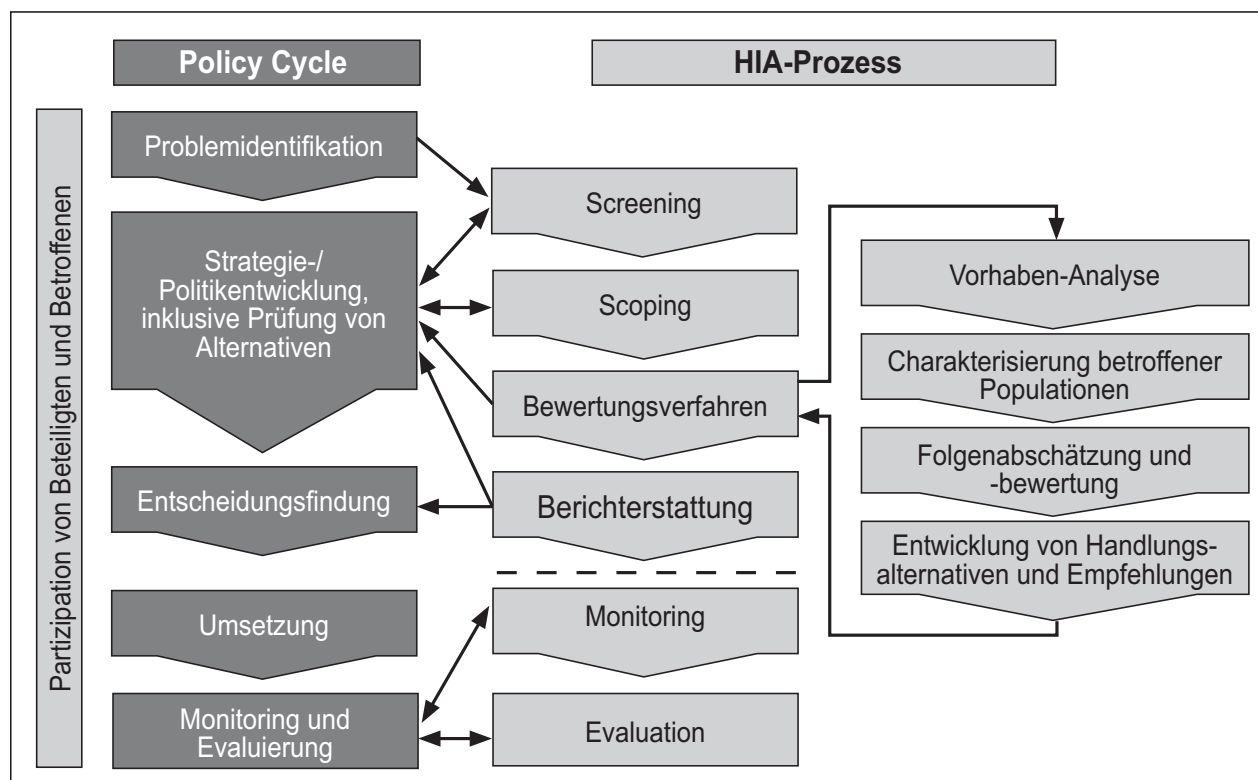 Policy Cycle
HIA-Prozess
Partizipation von Beteiligten und Betroffenen
Problemidentifikation
Strategie-/
Politikentwicklung,
inklusive Prüfung von
Alternativen
Entscheidungsfindung
Umsetzung
Monitoring und
Evaluierung
Screening
Scoping
Bewertungsverfahren
Berichterstattung
Monitoring
Evaluation
Vorhaben-Analyse
Charakterisierung betroffener
Populationen
Folgenabschätzung und
-bewertung
Entwicklung von Handlungs-
alternativen und Empfehlungen